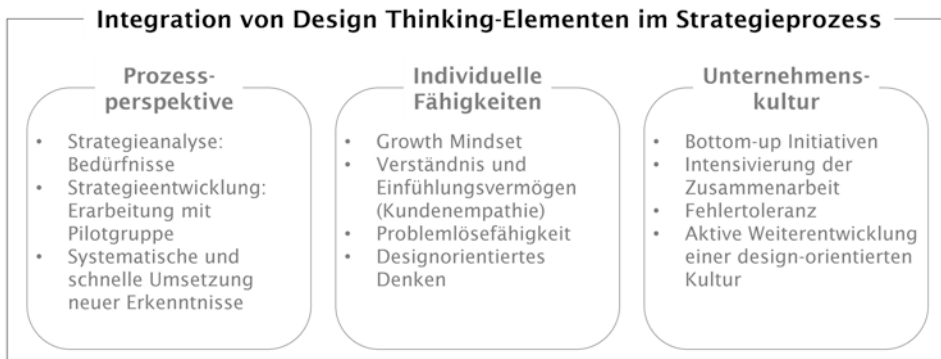 Integration von Design Thinking-Elementen im Strategieprozess
Prozess-
perspektive
• Strategieanalyse:
Bedürfnisse
• Strategieentwicklung:
Erarbeitung mit
Pilotgruppe
• Systematische und
schnelle Umsetzung
neuer Erkenntnisse
Individuelle
Fähigkeiten
• Growth Mindset
• Verständnis und
Einfühlungsvermögen
(Kundenempathie)
• Problemlösefähigkeit
• Designorientiertes
Denken
Unternehmens-
kultur
• Bottom-up Initiativen
• Intensivierung der
Zusammenarbeit
• Fehlertoleranz
• Aktive Weiterentwicklung
einer design-orientierten
Kultur